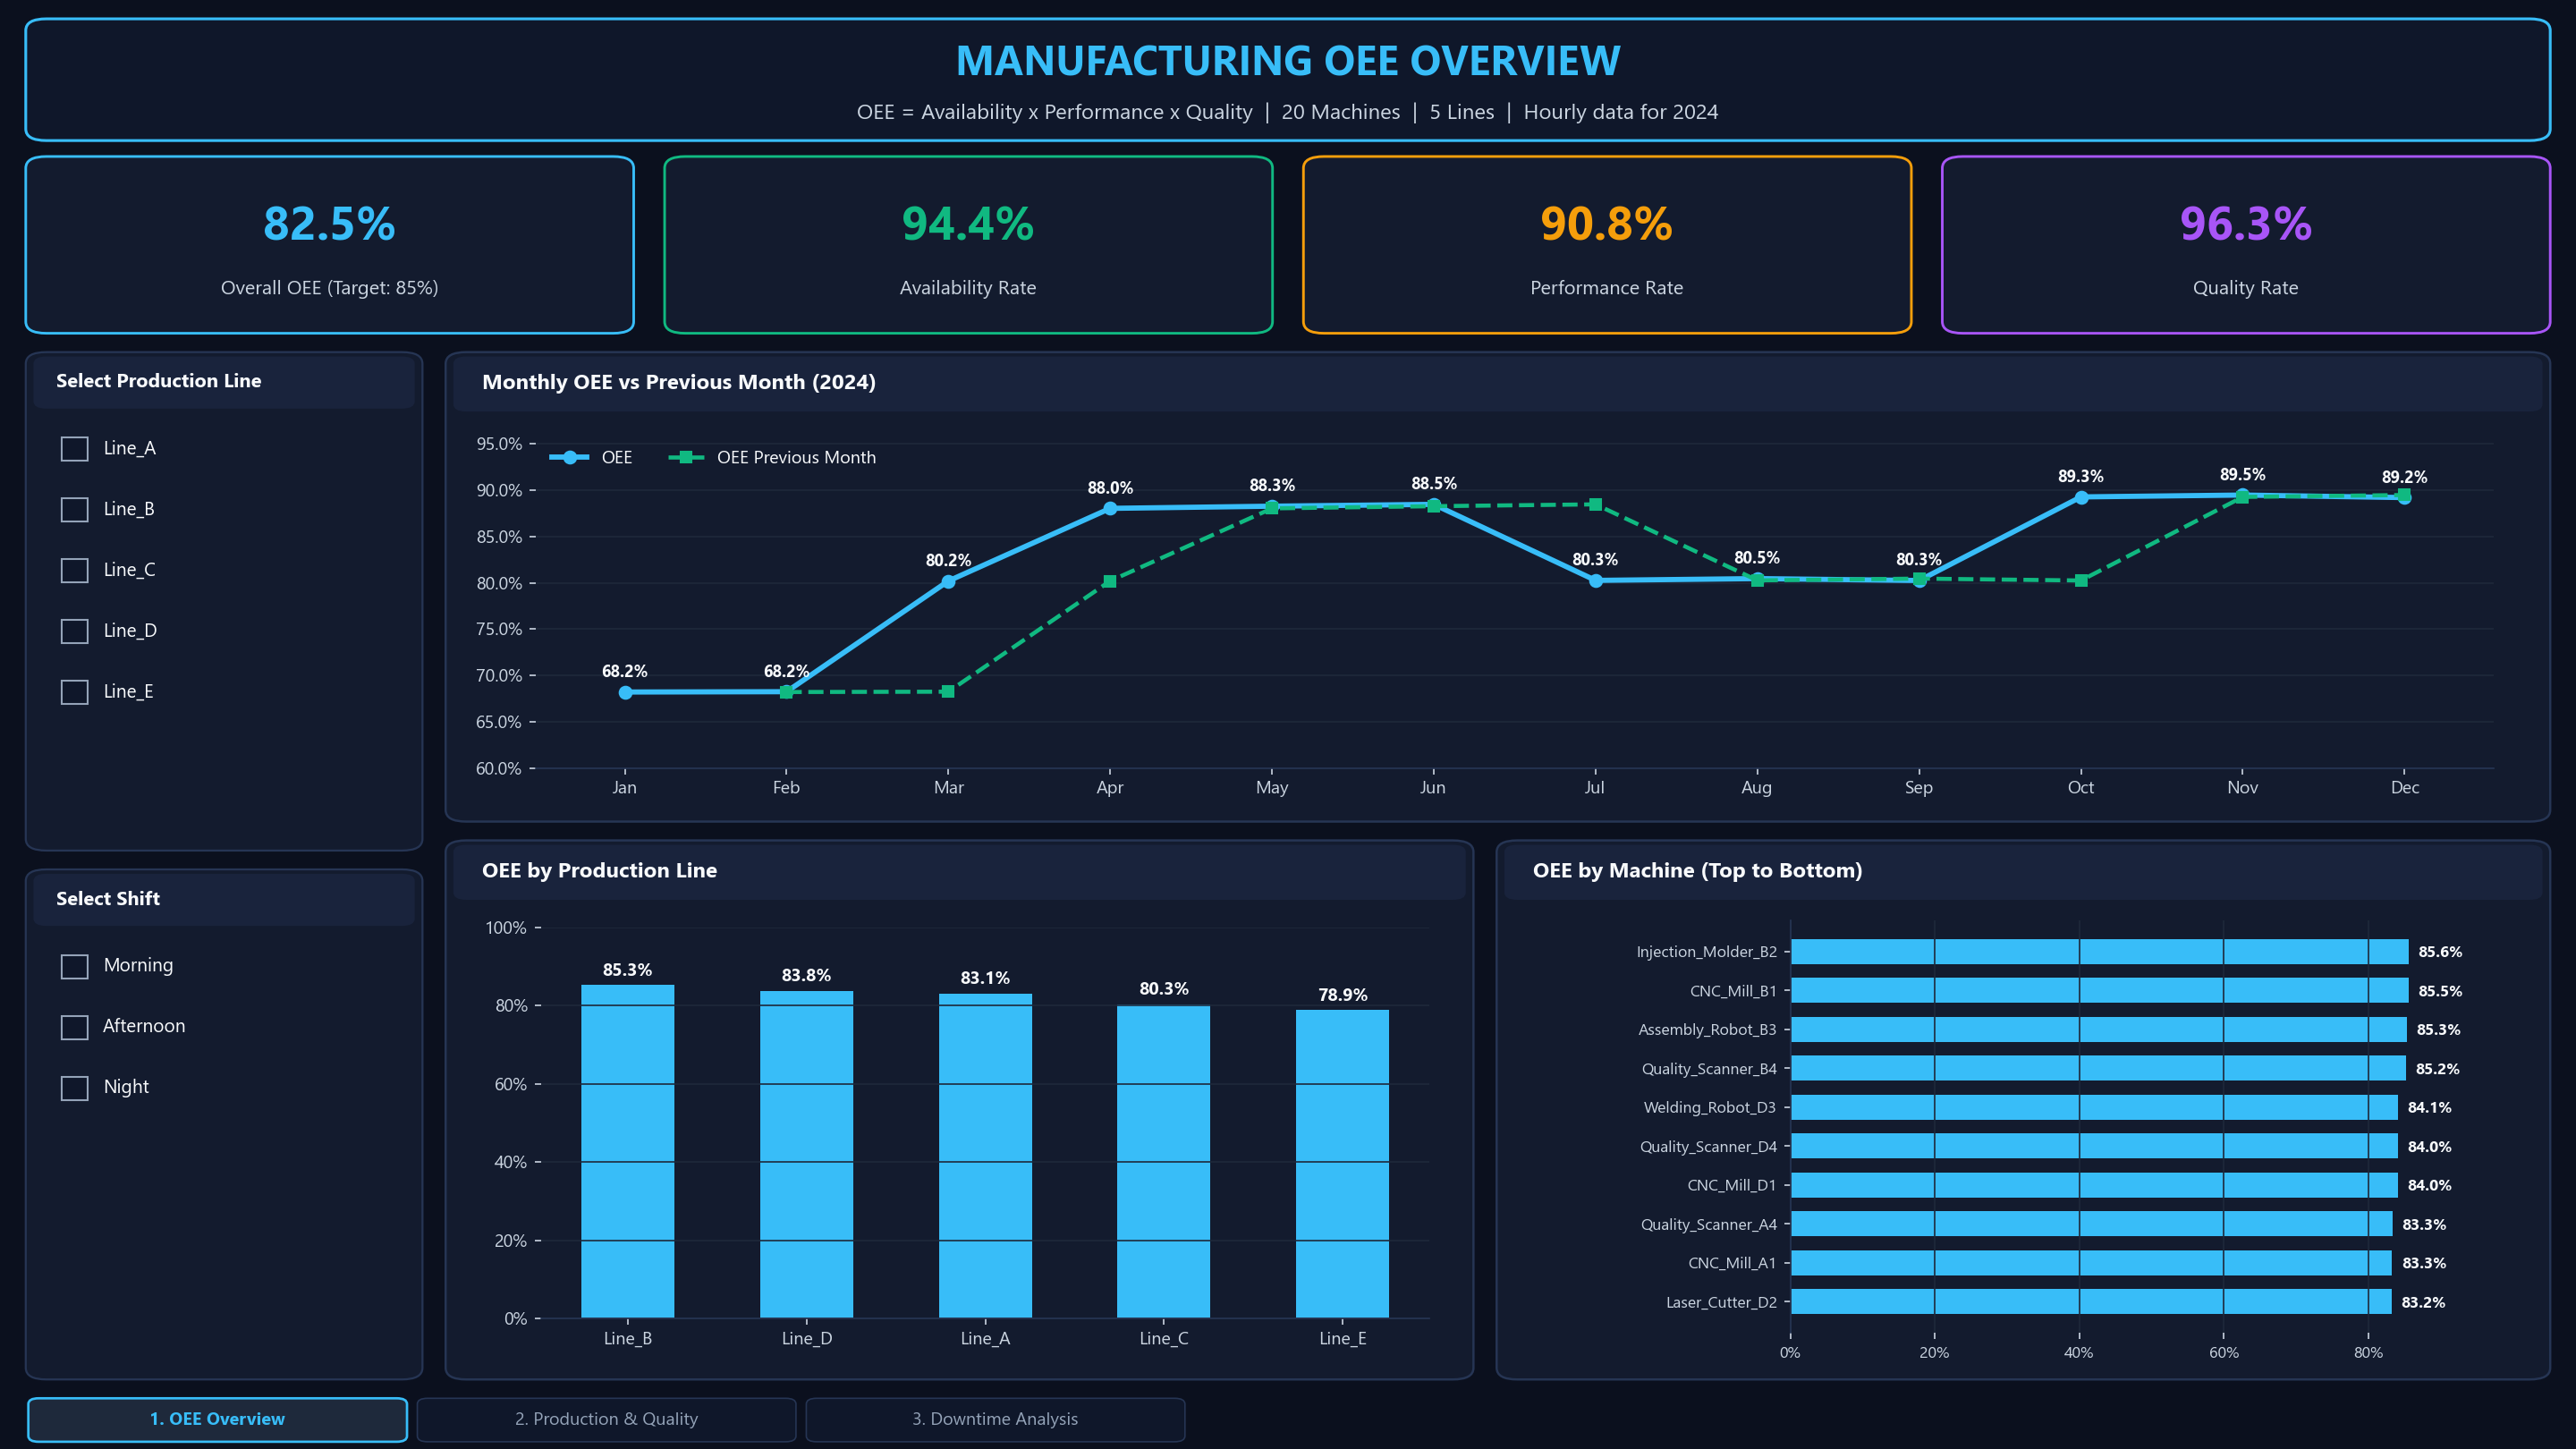 MANUFACTURING OEE OVERVIEW
OEE = Availability x Performance x Quality | 20 Machines | 5 Lines | Hourly data for 2024
82.5%
Overall OEE (Target: 85%)
94.4%
Availability Rate
90.8%
Performance Rate
96.3%
Quality Rate
Select Production Line
Line_A
Line_B
Line_C
Line_D
Line_E
Select Shift
Morning
Afternoon
Night
Monthly OEE vs Previous Month (2024)
OEE
OEE Previous Month
95.0%
90.0%
85.0%
80.0%
75.0%
70.0%
65.0%
60.0%
68.2%
68.2%
80.2%
88.0%
88.3%
88.5%
80.3%
80.5%
80.3%
89.3%
89.5%
89.2%
Jan
Feb
Mar
Apr
May
Jun
Jul
Aug
Sep
Oct
Nov
Dec
OEE by Production Line
100%
80%
60%
40%
20%
0%
85.3%
83.8%
83.1%
80.3%
78.9%
Line_B
Line_D
Line_A
Line_C
Line_E
OEE by Machine (Top to Bottom)
Injection_Molder_B2 85.6%
CNC_Mill_B1 85.5%
Assembly_Robot_B3 85.3%
Quality_Scanner_B4 85.2%
Welding_Robot_D3 84.1%
Quality_Scanner_D4 84.0%
CNC_Mill_D1 84.0%
Quality_Scanner_A4 83.3%
CNC_Mill_A1 83.3%
Laser_Cutter_D2 83.2%
0%
20%
40%
60%
80%
1. OEE Overview
2. Production & Quality
3. Downtime Analysis